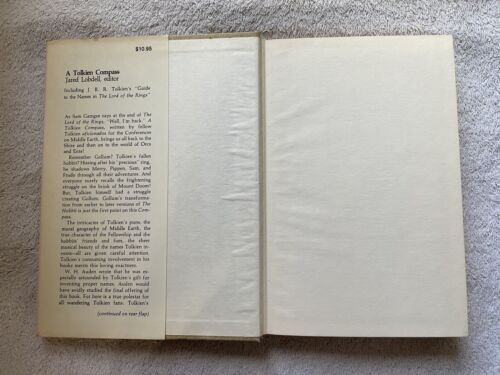 $10.95
A Tolkien Compass
Jared Lobdell, editor
Including J. R. R. Tolkien's "Guide
to the Names in The Lord of the Rings"
As Sam Gamgee says at the end of The
Lord of the Rings, "Well, I'm back." A
Tolkien Compass, written by fellow
Tolkien aficionados for the Conferences
on Middle Earth, brings us all back to the
Shire and then on to the world of Orcs
and Ents!
Remember Gollum? Tolkien's fallen
hobbit? Hissing after his "precious" ring,
he shadows Merry, Pippen, Sam, and
Frodo through all their adventures. And
everyone surely recalls the frightening
struggle on the brink of Mount Doom!
But, Tolkien himself had a struggle
creating Gollum. Gollum's transforma-
tion from earlier to later versions of The
Hobbit is just the first point on this Com-
pass.
The intricacies of Tolkien's puns, the
moral geography of Middle Earth, the
true character of the Fellowship and the
hobbits' friends and foes, the sheer
musical beauty of the names Tolkien in-
vents—all are given careful attention.
Tolkien's consuming involvement in his
books merits this loving exactness.
W. H. Auden wrote that he was es-
pecially astounded by Tolkien's gift for
inventing proper names. Auden would
have avidly studied the final offering of
this book. For here is a true polestar for
all wandering Tolkien fans. Tolkien's
(continued on rear flap)